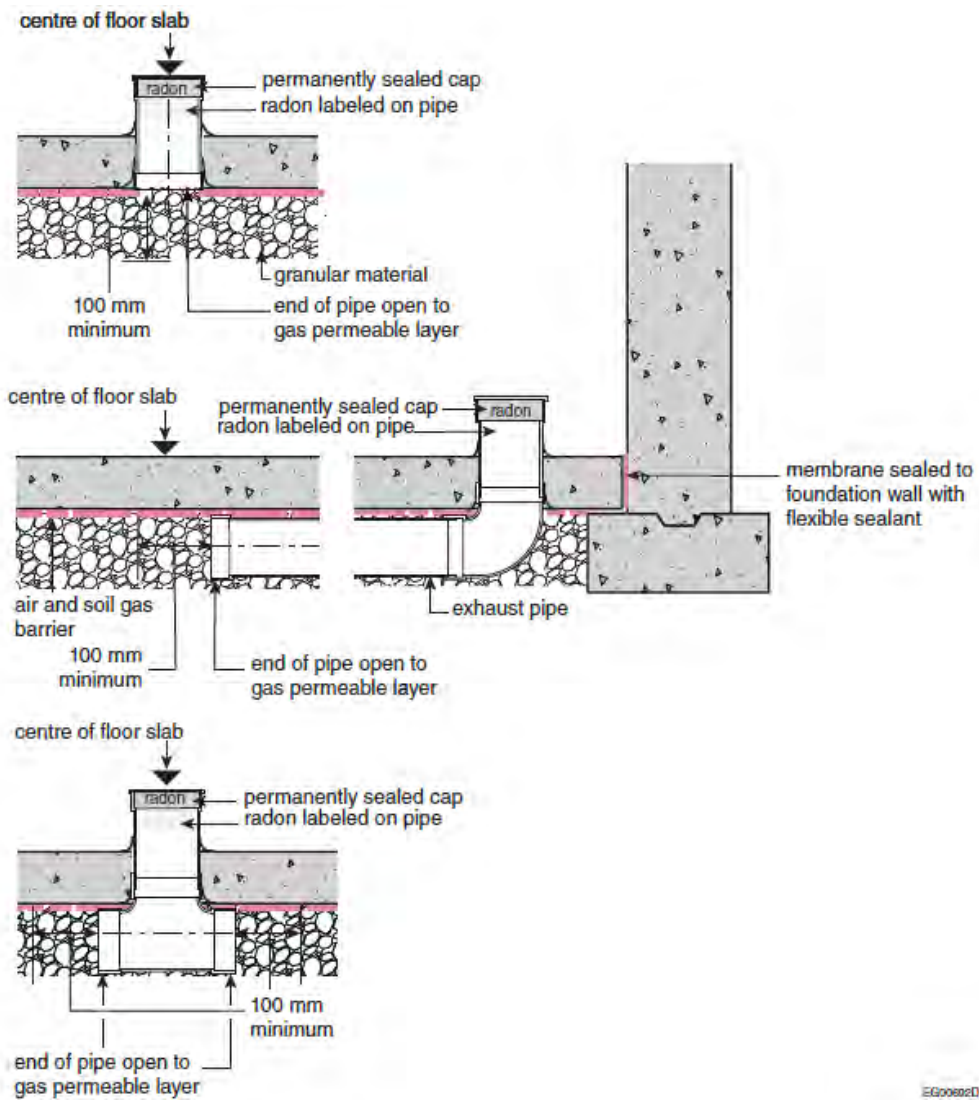 centre of floor slab
radon
permanently sealed cap
radon labeled on pipe
granular material
100 mm
minimum
end of pipe open to
gas permeable layer
centre of floor slab
permanently sealed cap
radon labeled on pipe
radon
membrane sealed to
foundation wall with
flexible sealant
air and soil gas
barrier
exhaust pipe
100 mm
minimum
end of pipe open to
gas permeable layer
centre of floor slab
radon
permanently sealed cap
radon labeled on pipe
100 mm
minimum
end of pipe open to
gas permeable layer